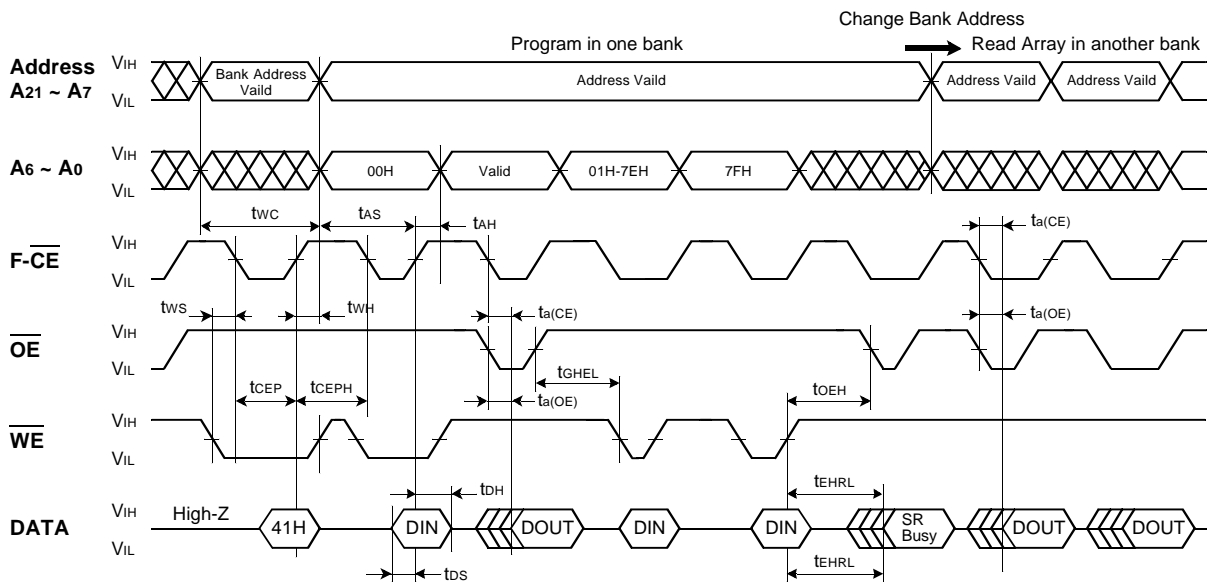 Change Bank Address
Program in one bank
Read Array in another bank
Address
A21 ~ A7
VIH
VIL
Bank Address
Vaild
Address Vaild
Address Vaild
Address Vaild
A6 ~ A0
VIH
VIL
00H
Valid
01H-7EH
7FH
tWC
tAS
tAH
ta(CE)
F-CE
VIH
VIL
tWS
tWH
ta(CE)
ta(OE)
OE
VIH
VIL
tCEP
tCEPH
tGHEL
ta(OE)
tOEH
WE
VIH
VIL
tDH
tEHRL
DATA
VIH
VIL
High-Z
41H
DIN
DOUT
DIN
DIN
SR
Busy
DOUT
DOUT
tDS
tEHRL